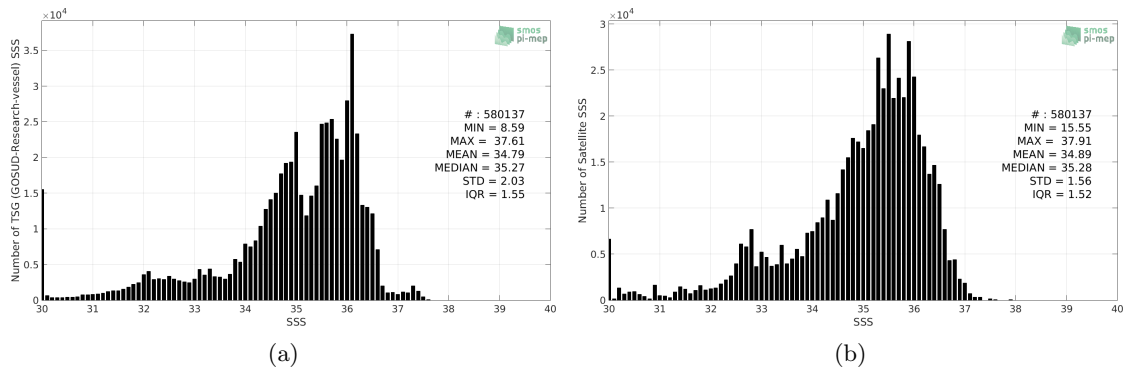 ×10⁴
3.5
3
2.5
2
1.5
1
0.5
0
30 31 32 33 34 35 36 37 38 39 40
SSS
Number of TSG (GOSUD-Research-vessel) SSS
smos
pi-mep
# : 580137
MIN = 8.59
MAX = 37.61
MEAN = 34.79
MEDIAN = 35.27
STD = 2.03
IQR = 1.55
(a)
×10⁴
3
2.5
2
1.5
1
0.5
0
30 31 32 33 34 35 36 37 38 39 40
SSS
Number of Satellite SSS
smos
pi-mep
# : 580137
MIN = 15.55
MAX = 37.91
MEAN = 34.89
MEDIAN = 35.28
STD = 1.56
IQR = 1.52
(b)